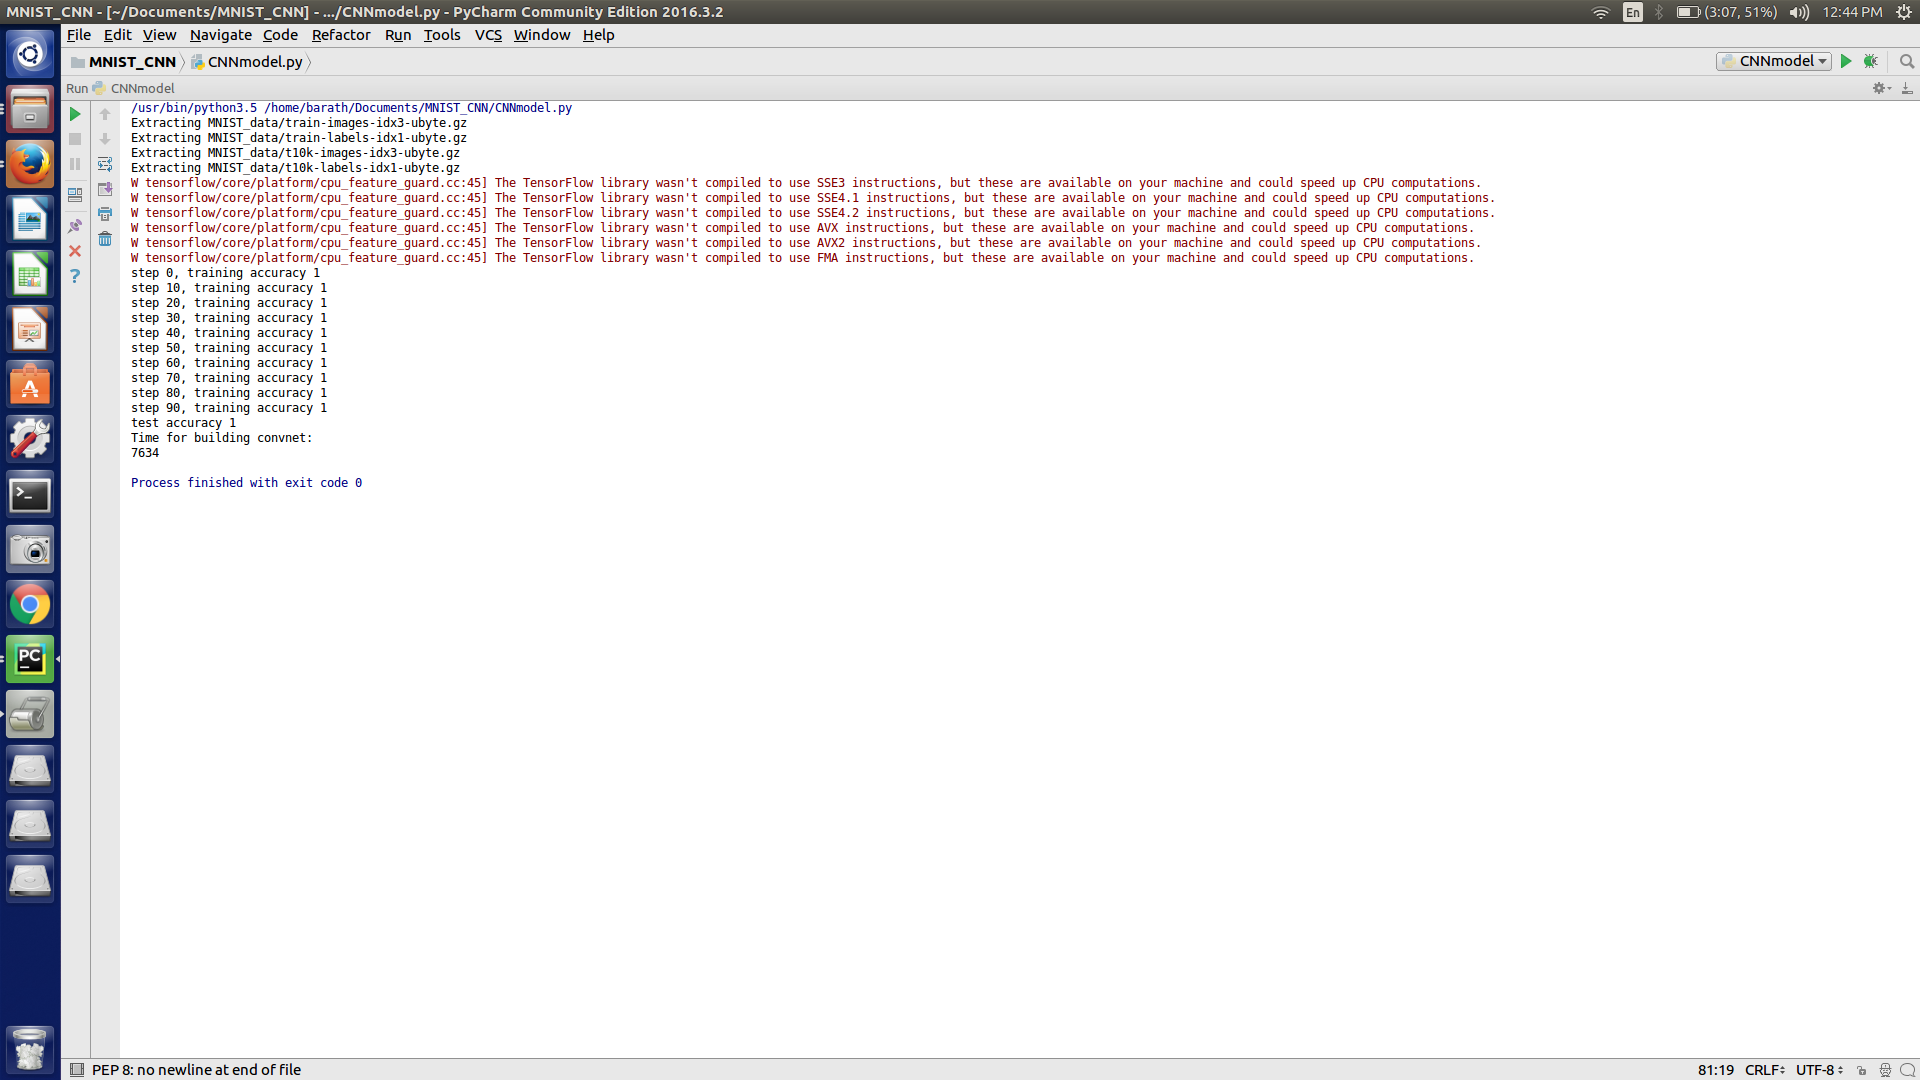 MNIST_CNN - [~/Documents/MNIST_CNN] - .../CNNmodel.py - PyCharm Community Edition 2016.3.2
En (3:07, 51%) 12:44 PM
File Edit View Navigate Code Refactor Run Tools VCS Window Help
MNIST_CNN CNNmodel.py CNNmodel
Run CNNmodel
/usr/bin/python3.5 /home/barath/Documents/MNIST_CNN/CNNmodel.py
Extracting MNIST_data/train-images-idx3-ubyte.gz
Extracting MNIST_data/train-labels-idx1-ubyte.gz
Extracting MNIST_data/t10k-images-idx3-ubyte.gz
Extracting MNIST_data/t10k-labels-idx1-ubyte.gz
W tensorflow/core/platform/cpu_feature_guard.cc:45] The TensorFlow library wasn't compiled to use SSE3 instructions, but these are available on your machine and could speed up CPU computations.
W tensorflow/core/platform/cpu_feature_guard.cc:45] The TensorFlow library wasn't compiled to use SSE4.1 instructions, but these are available on your machine and could speed up CPU computations.
W tensorflow/core/platform/cpu_feature_guard.cc:45] The TensorFlow library wasn't compiled to use SSE4.2 instructions, but these are available on your machine and could speed up CPU computations.
W tensorflow/core/platform/cpu_feature_guard.cc:45] The TensorFlow library wasn't compiled to use AVX instructions, but these are available on your machine and could speed up CPU computations.
W tensorflow/core/platform/cpu_feature_guard.cc:45] The TensorFlow library wasn't compiled to use AVX2 instructions, but these are available on your machine and could speed up CPU computations.
W tensorflow/core/platform/cpu_feature_guard.cc:45] The TensorFlow library wasn't compiled to use FMA instructions, but these are available on your machine and could speed up CPU computations.
step 0, training accuracy 1
step 10, training accuracy 1
step 20, training accuracy 1
step 30, training accuracy 1
step 40, training accuracy 1
step 50, training accuracy 1
step 60, training accuracy 1
step 70, training accuracy 1
step 80, training accuracy 1
step 90, training accuracy 1
test accuracy 1
Time for building convnet:
7634
Process finished with exit code 0
PC
PEP 8: no newline at end of file 81:19 CRLF UTF-8